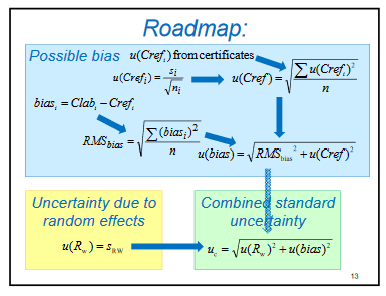 Roadmap:
Possible bias u(Cref_i) from certificates
u(Cref_i) = s_i / √n_i
u(Cref) = √(∑ u(Cref_i)² / n)
bias_i = Clab_i − Cref_i
RMS_bias = √(∑ (bias_i)² / n)
u(bias) = √(RMS_bias² + u(Cref)²)
Uncertainty due to
random effects
u(R_w) = s_RW
Combined standard
uncertainty
u_c = √(u(R_w)² + u(bias)²)
13